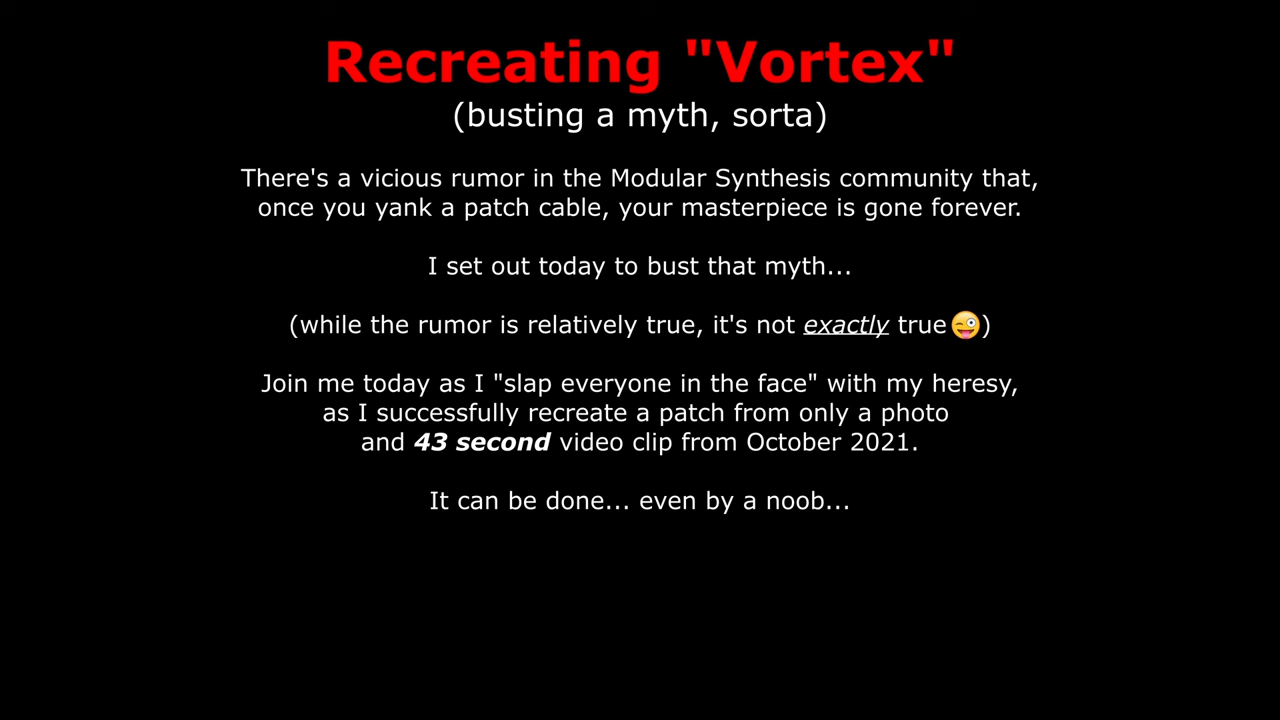 Recreating "Vortex"
(busting a myth, sorta)
There's a vicious rumor in the Modular Synthesis community that,
once you yank a patch cable, your masterpiece is gone forever.
I set out today to bust that myth...
(while the rumor is relatively true, it's not exactly true😜)
Join me today as I "slap everyone in the face" with my heresy,
as I successfully recreate a patch from only a photo
and 43 second video clip from October 2021.
It can be done... even by a noob...